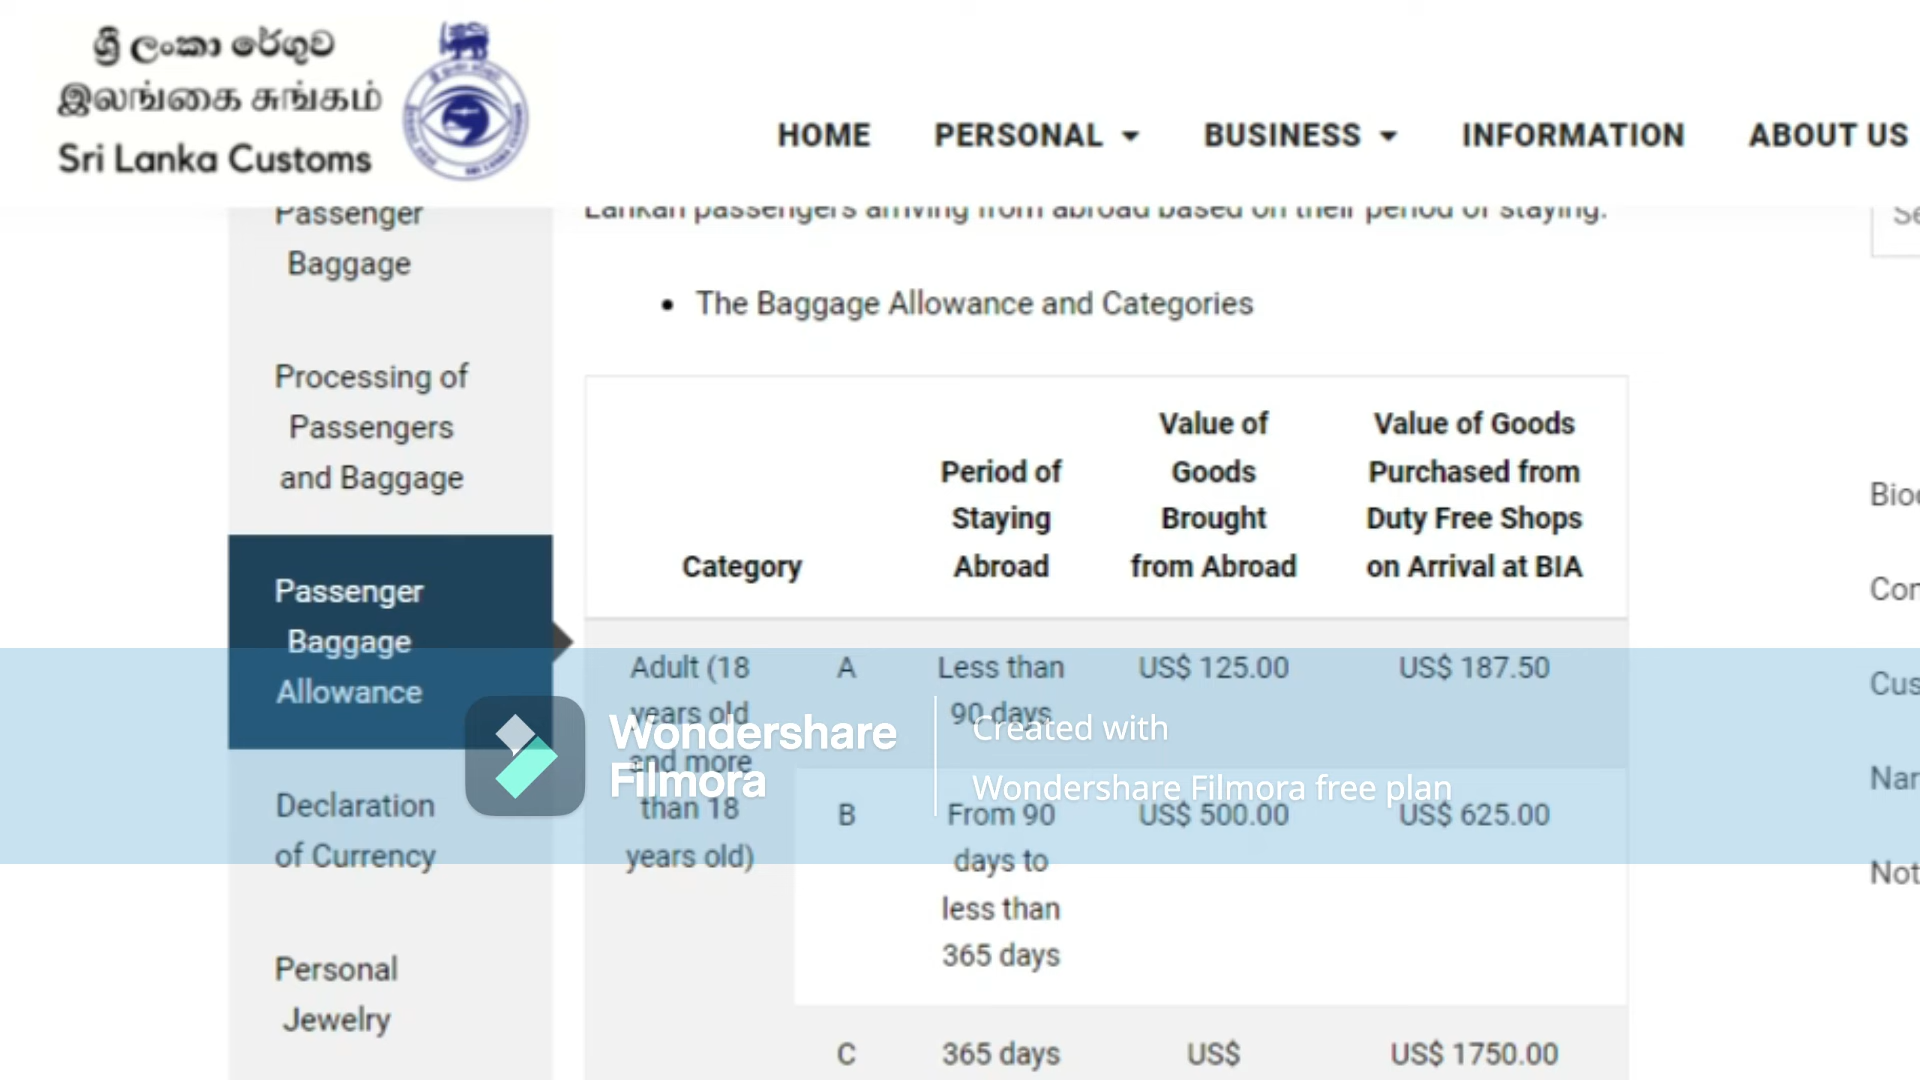 ශ්‍රී ලංකා රේගුව
இலங்கை சுங்கம்
Sri Lanka Customs
HOME PERSONAL BUSINESS INFORMATION ABOUT US
Passenger
Baggage
Processing of
Passengers
and Baggage
Passenger
Baggage
Allowance
Declaration
of Currency
Personal
Jewelry
Lankan passengers arriving from abroad based on their period of staying.
• The Baggage Allowance and Categories
Category
Period of
Staying
Abroad
Value of
Goods
Brought
from Abroad
Value of Goods
Purchased from
Duty Free Shops
on Arrival at BIA
Adult (18
years old
and more
than 18
years old)
A
Less than
90 days
US$ 125.00
US$ 187.50
B
From 90
days to
less than
365 days
US$ 500.00
US$ 625.00
C
365 days
US$
US$ 1750.00
Wondershare
Filmora
Created with
Wondershare Filmora free plan